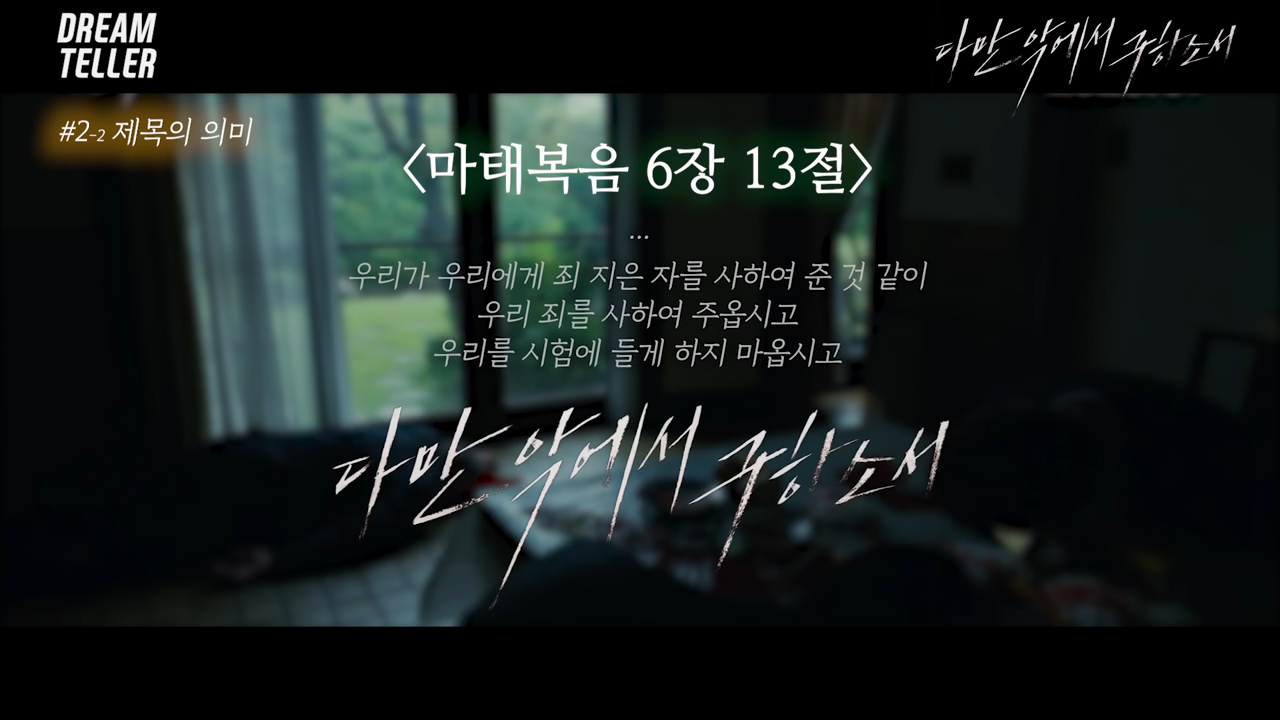 DREAM
TELLER
다만 악에서 구하소서
#2-2 제목의 의미
<마태복음 6장 13절>
...
우리가 우리에게 죄 지은 자를 사하여 준 것 같이
우리 죄를 사하여 주옵시고
우리를 시험에 들게 하지 마옵시고
다만 악에서 구하소서